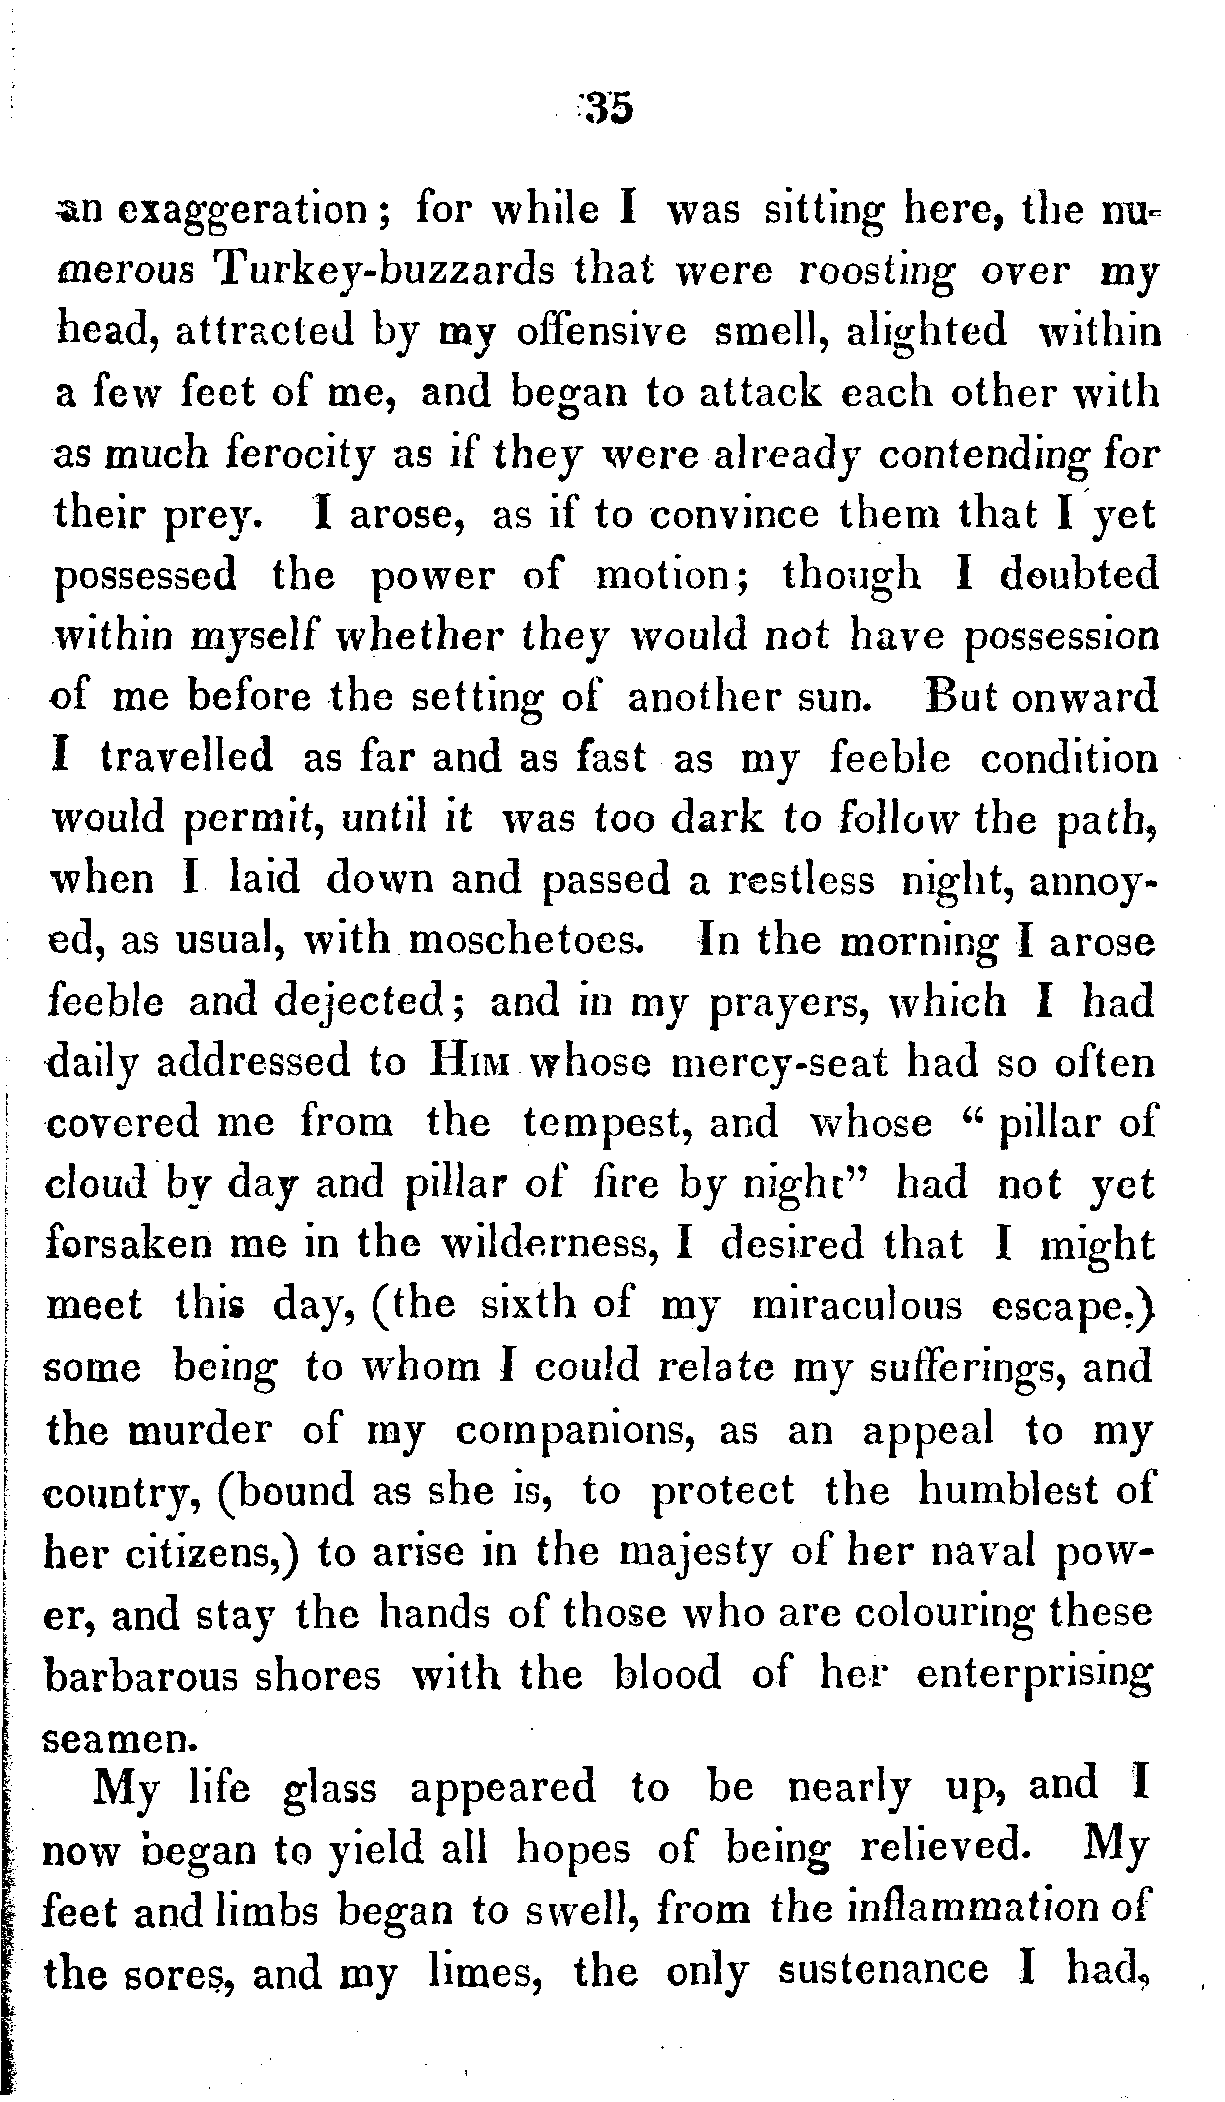 35
an exaggeration; for while I was sitting here, the nu-
merous Turkey-buzzards that were roosting over my
head, attracted by my offensive smell, alighted within
a few feet of me, and began to attack each other with
as much ferocity as if they were already contending for
their prey. I arose, as if to convince them that I yet
possessed the power of motion; though I doubted
within myself whether they would not have possession
of me before the setting of another sun. But onward
I travelled as far and as fast as my feeble condition
would permit, until it was too dark to follow the path,
when I laid down and passed a restless night, annoy-
ed, as usual, with moschetoes. In the morning I arose
feeble and dejected; and in my prayers, which I had
daily addressed to HIM whose mercy-seat had so often
covered me from the tempest, and whose “ pillar of
cloud by day and pillar of fire by night” had not yet
forsaken me in the wilderness, I desired that I might
meet this day, (the sixth of my miraculous escape,)
some being to whom I could relate my sufferings, and
the murder of my companions, as an appeal to my
country, (bound as she is, to protect the humblest of
her citizens,) to arise in the majesty of her naval pow-
er, and stay the hands of those who are colouring these
barbarous shores with the blood of her enterprising
seamen.
My life glass appeared to be nearly up, and I
now began to yield all hopes of being relieved. My
feet and limbs began to swell, from the inflammation of
the sores, and my limes, the only sustenance I had,